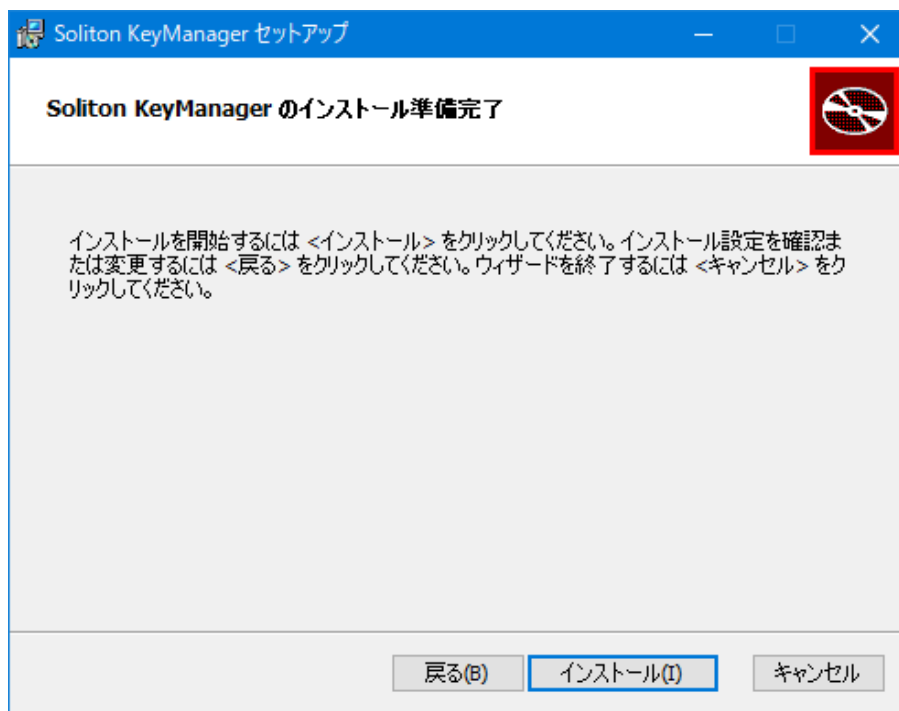 Soliton KeyManager セットアップ
Soliton KeyManager のインストール準備完了
インストールを開始するには <インストール> をクリックしてください。インストール設定を確認ま
たは変更するには <戻る> をクリックしてください。ウィザードを終了するには <キャンセル> をク
リックしてください。
戻る(B) インストール(I) キャンセル